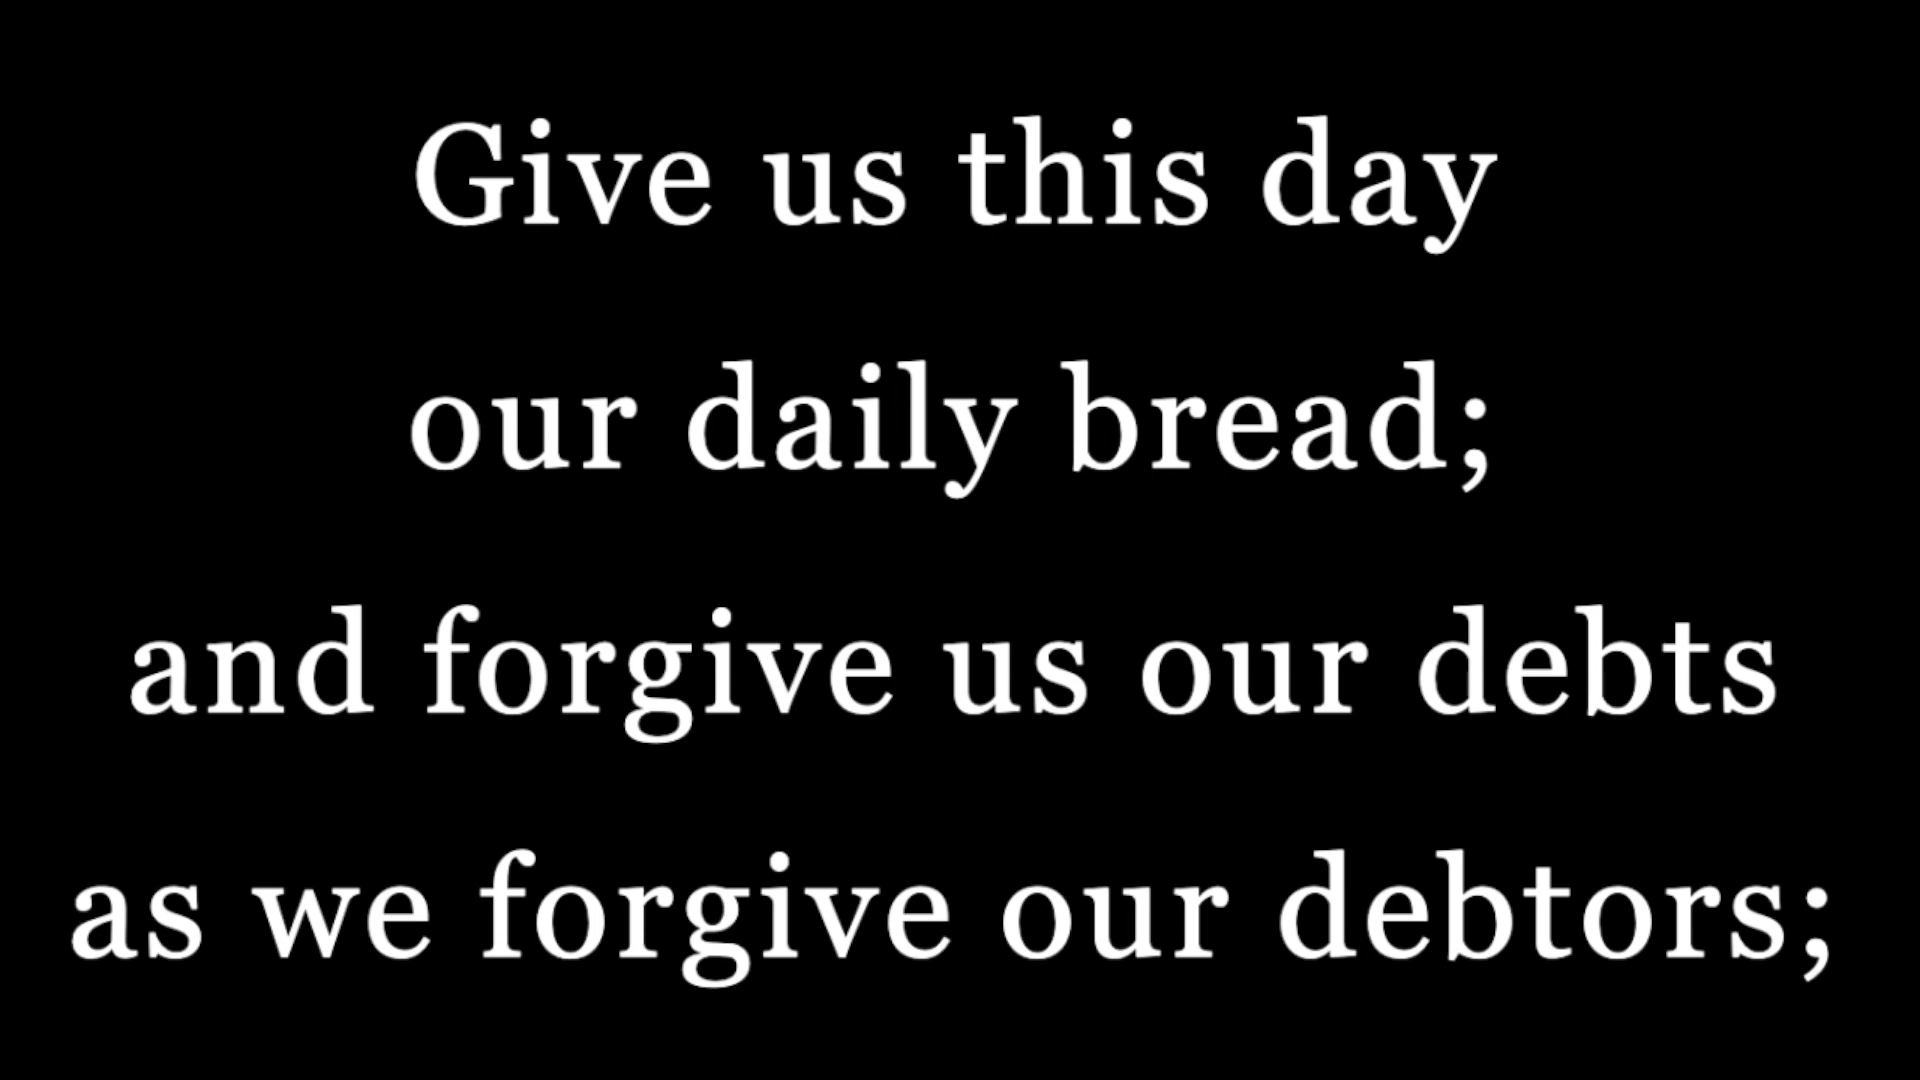 Give us this day
our daily bread;
and forgive us our debts
as we forgive our debtors;